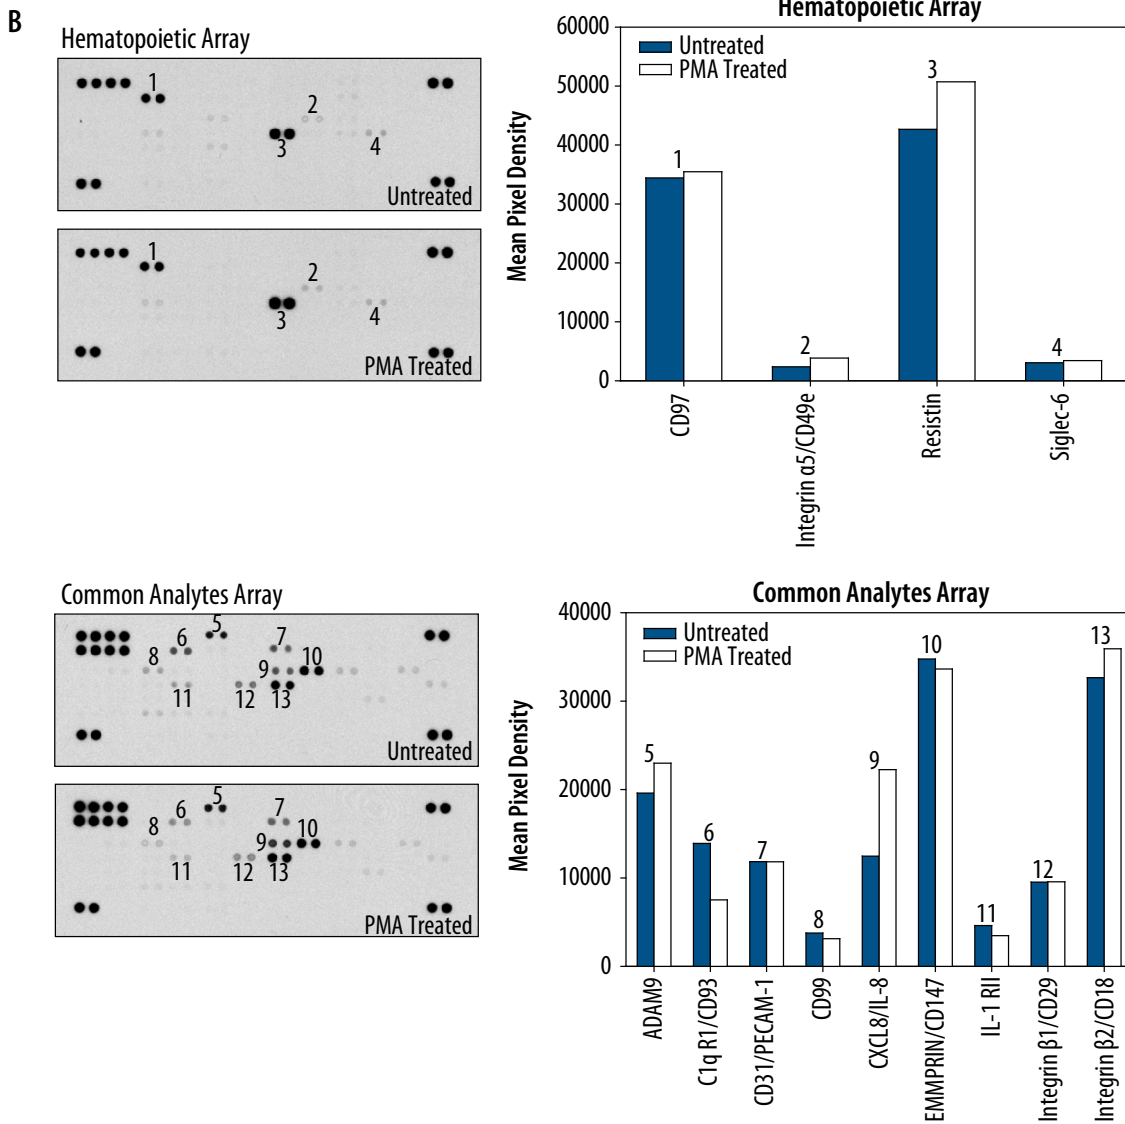 B
Hematopoietic Array
1
2
3
4
Untreated
1
2
3
4
PMA Treated
Hematopoietic Array
60000
50000
40000
30000
20000
10000
0
Mean Pixel Density
Untreated
PMA Treated
1
2
3
4
CD97
Integrin α5/CD49e
Resistin
Siglec-6
Common Analytes Array
5
6
7
8
9
10
11
12
13
Untreated
5
6
7
8
9
10
11
12
13
PMA Treated
Common Analytes Array
40000
30000
20000
10000
0
Mean Pixel Density
Untreated
PMA Treated
5
6
7
8
9
10
11
12
13
ADAM9
C1q R1/CD93
CD31/PECAM-1
CD99
CXCL8/IL-8
EMMPRIN/CD147
IL-1 RII
Integrin β1/CD29
Integrin β2/CD18